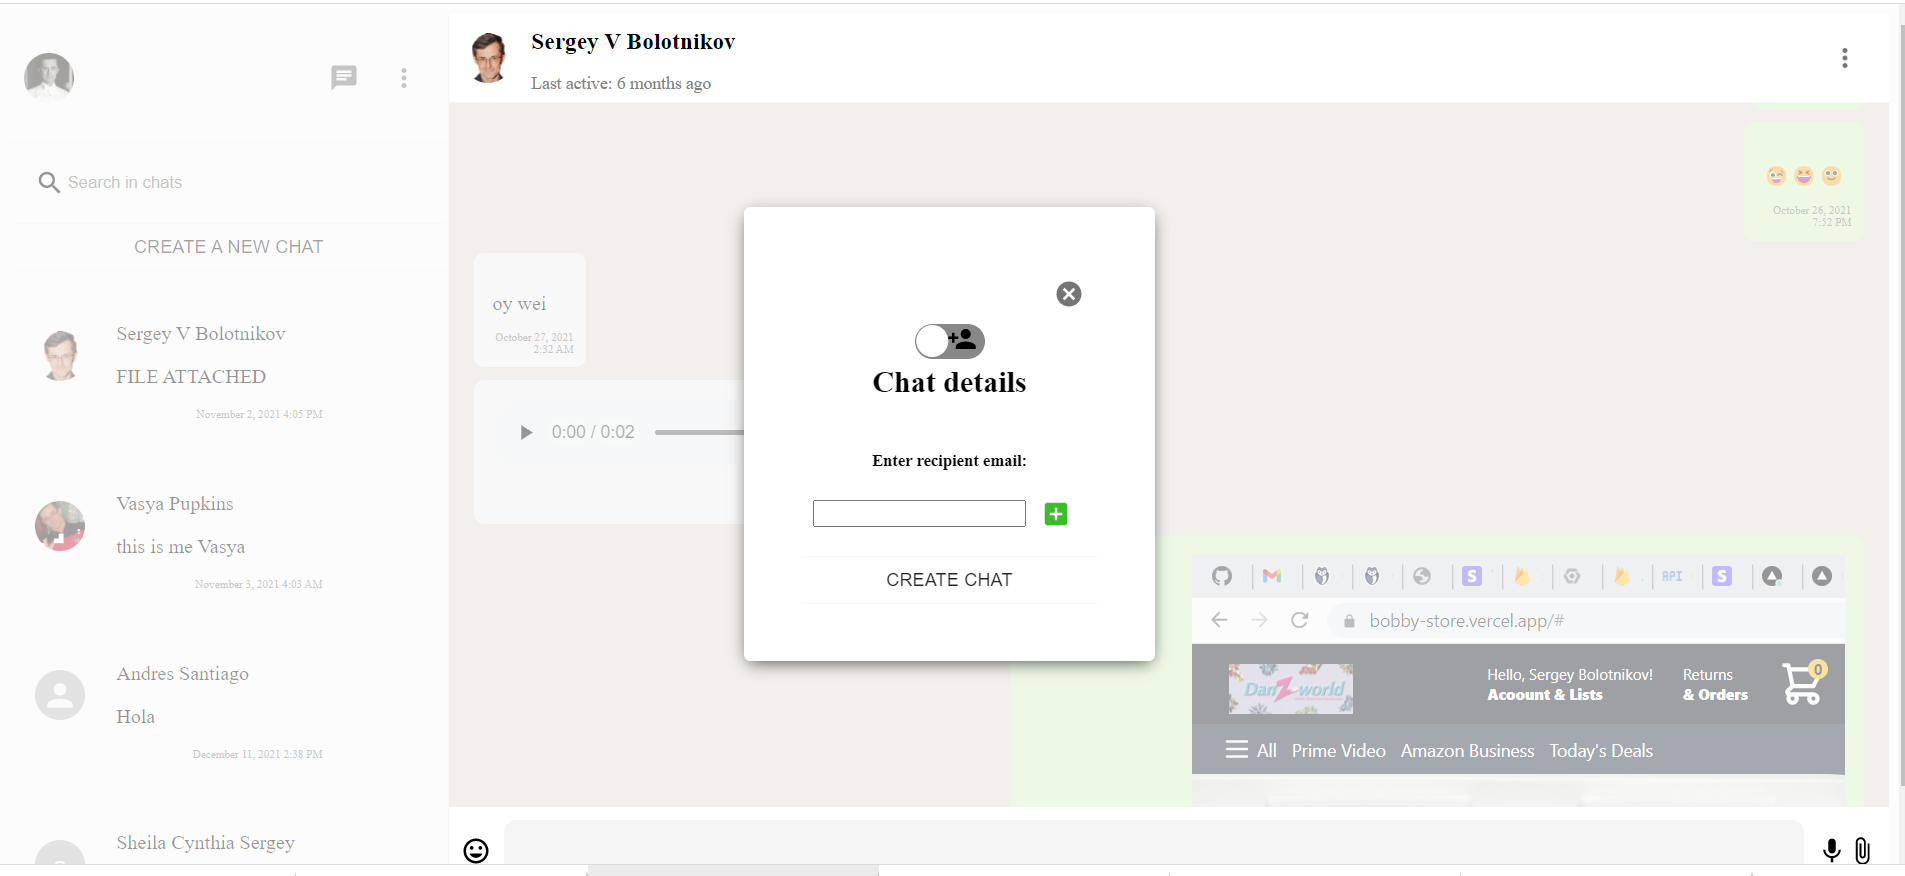 Search in chats
CREATE A NEW CHAT
Sergey V Bolotnikov
FILE ATTACHED
November 2, 2021 4:05 PM
Vasya Pupkins
this is me Vasya
November 3, 2021 4:03 AM
Andres Santiago
Hola
December 11, 2021 2:38 PM
Sheila Cynthia Sergey
Sergey V Bolotnikov
Last active: 6 months ago
October 26, 2021
7:52 PM
oy wei
October 27, 2021
2:32 AM
0:00 / 0:02
Chat details
Enter recipient email:
CREATE CHAT
S
API
S
bobby-store.vercel.app/#
DanZ-world
Hello, Sergey Bolotnikov!
Acoount & Lists
Returns
& Orders
0
All Prime Video Amazon Business Today's Deals